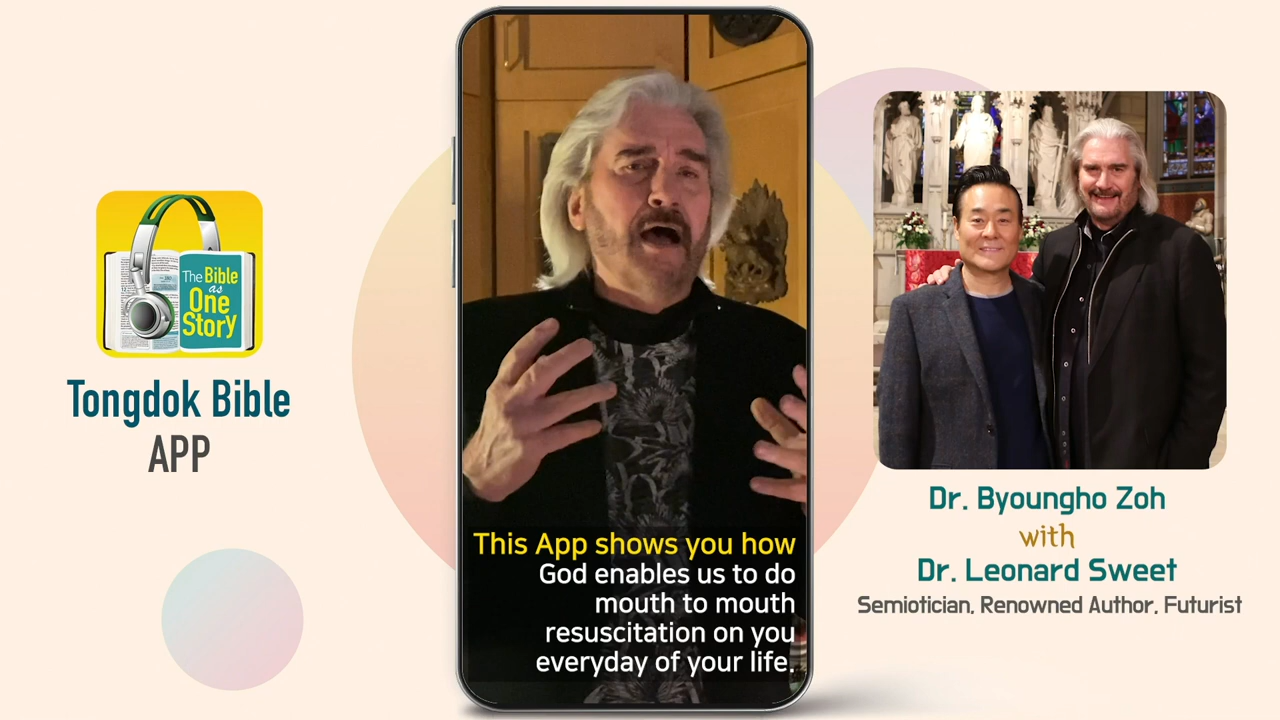 The Bible
as
One
Story
Tongdok Bible
APP
This App shows you how
God enables us to do
mouth to mouth
resuscitation on you
everyday of your life.
Dr. Byoungho Zoh
with
Dr. Leonard Sweet
Semiotician, Renowned Author, Futurist